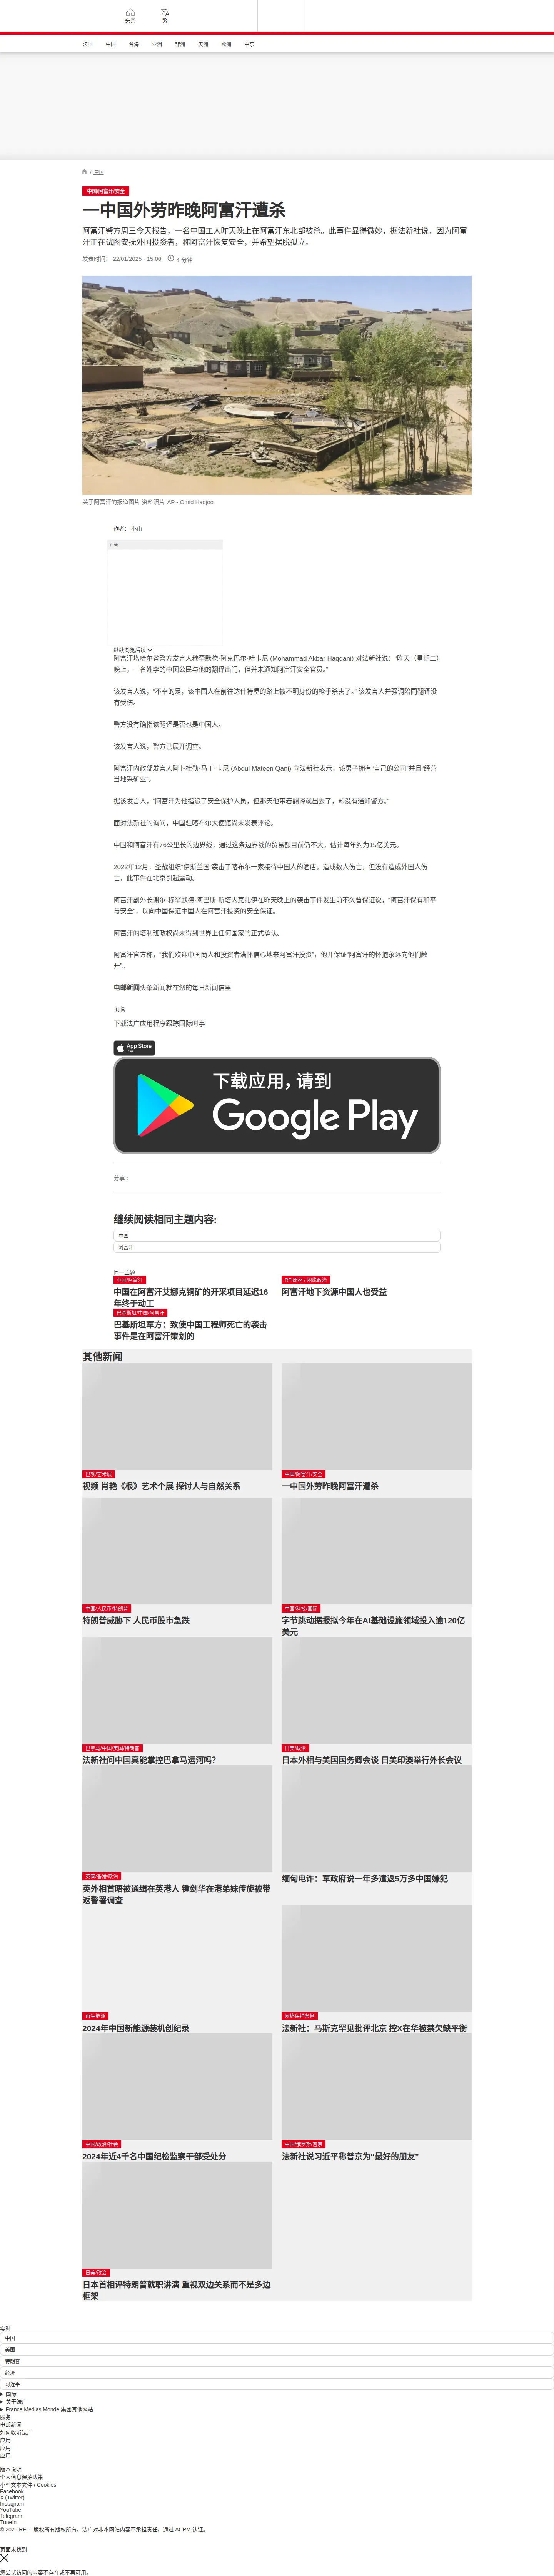 头条
繁
法国 中国 台海 亚洲 非洲 美洲 欧洲 中东
/ 中国
中国/阿富汗/安全
一中国外劳昨晚阿富汗遭杀
阿富汗警方周三今天报告，一名中国工人昨天晚上在阿富汗东北部被杀。此事件显得微妙，据法新社说，因为阿富
汗正在试图安抚外国投资者，称阿富汗恢复安全，并希望摆脱孤立。
发表时间： 22/01/2025 - 15:00 4 分钟
关于阿富汗的报道图片 资料照片 AP - Omid Haqjoo
作者： 小山
广告
继续浏览后续
阿富汗塔哈尔省警方发言人穆罕默德·阿克巴尔·哈卡尼 (Mohammad Akbar Haqqani) 对法新社说：“昨天（星期二）
晚上，一名姓李的中国公民与他的翻译出门，但并未通知阿富汗安全官员。”
该发言人说，“不幸的是，该中国人在前往达什特堡的路上被不明身份的枪手杀害了。” 该发言人并强调陪同翻译没
有受伤。
警方没有确指该翻译是否也是中国人。
该发言人说，警方已展开调查。
阿富汗内政部发言人阿卜杜勒·马丁·卡尼 (Abdul Mateen Qani) 向法新社表示，该男子拥有“自己的公司”并且“经营
当地采矿业”。
据该发言人，“阿富汗为他指派了安全保护人员，但那天他带着翻译就出去了，却没有通知警方。”
面对法新社的询问，中国驻喀布尔大使馆尚未发表评论。
中国和阿富汗有76公里长的边界线，通过这条边界线的贸易额目前仍不大，估计每年约为15亿美元。
2022年12月，圣战组织“伊斯兰国”袭击了喀布尔一家接待中国人的酒店，造成数人伤亡，但没有造成外国人伤
亡，此事件在北京引起震动。
阿富汗副外长谢尔·穆罕默德·阿巴斯·斯塔内克扎伊在昨天晚上的袭击事件发生前不久曾保证说，“阿富汗保有和平
与安全”，以向中国保证中国人在阿富汗投资的安全保证。
阿富汗的塔利班政权尚未得到世界上任何国家的正式承认。
阿富汗官方称，“我们欢迎中国商人和投资者满怀信心地来阿富汗投资”，他并保证“阿富汗的怀抱永远向他们敞
开”。
电邮新闻头条新闻就在您的每日新闻信里
订阅
下载法广应用程序跟踪国际时事
App Store
下载
下载应用，请到
Google Play
分享 :
继续阅读相同主题内容:
中国
阿富汗
同一主题
中国/阿富汗
中国在阿富汗艾娜克铜矿的开采项目延迟16
年终于动工
RFI原材 / 地缘政治
阿富汗地下资源中国人也受益
巴基斯坦/中国/阿富汗
巴基斯坦军方：致使中国工程师死亡的袭击
事件是在阿富汗策划的
其他新闻
巴黎/艺术展
视频 肖艳《根》艺术个展 探讨人与自然关系
中国/阿富汗/安全
一中国外劳昨晚阿富汗遭杀
中国/人民币/特朗普
特朗普威胁下 人民币股市急跌
中国/科技/国际
字节跳动据报拟今年在AI基础设施领域投入逾120亿
美元
巴拿马/中国/美国/特朗普
法新社问中国真能掌控巴拿马运河吗?
日美/政治
日本外相与美国国务卿会谈 日美印澳举行外长会议
英国/香港/政治
英外相首晤被通缉在英港人 锺剑华在港弟妹传旋被带
返警署调查
缅甸电诈：军政府说一年多遣返5万多中国嫌犯
再生能源
2024年中国新能源装机创纪录
网络保护条例
法新社：马斯克罕见批评北京 控X在华被禁欠缺平衡
中国/政治/社会
2024年近4千名中国纪检监察干部受处分
中国/俄罗斯/普京
法新社说习近平称普京为“最好的朋友”
日美/政治
日本首相评特朗普就职讲演 重视双边关系而不是多边
框架
实时
中国
美国
特朗普
经济
习近平
国际
关于法广
France Médias Monde 集团其他网站
服务
电邮新闻
如何收听法广
应用
应用
应用
版本说明
个人信息保护政策
小型文本文件 / Cookies
Facebook
X (Twitter)
Instagram
YouTube
Telegram
TuneIn
© 2025 RFI – 版权所有版权所有。法广对非本网站内容不承担责任。通过 ACPM 认证。
页面未找到
您尝试访问的内容不存在或不再可用。